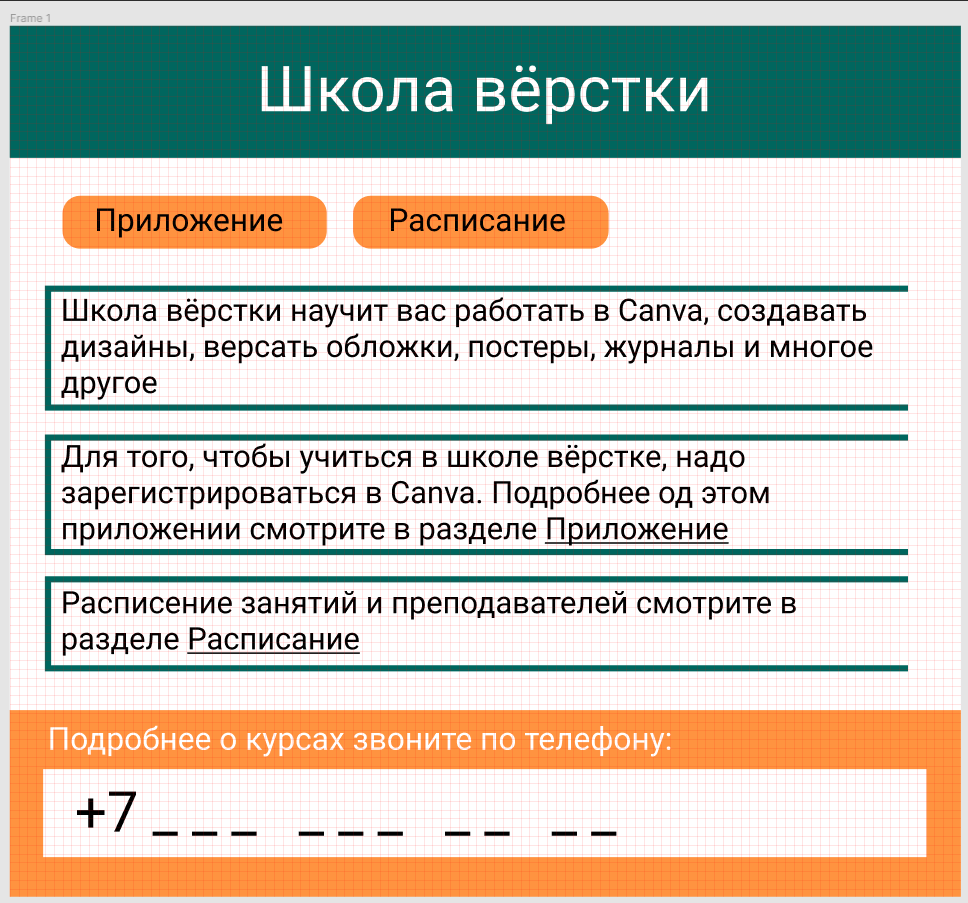 Frame 1
Школа вёрстки
Приложение
Расписание
Школа вёрстки научит вас работать в Canva, создавать
дизайны, версать обложки, постеры, журналы и многое
другое
Для того, чтобы учиться в школе вёрстке, надо
зарегистрироваться в Canva. Подробнее од этом
приложении смотрите в разделе Приложение
Расписение занятий и преподавателей смотрите в
разделе Расписание
Подробнее о курсах звоните по телефону:
+7 _ _ _  _ _ _  _ _  _ _